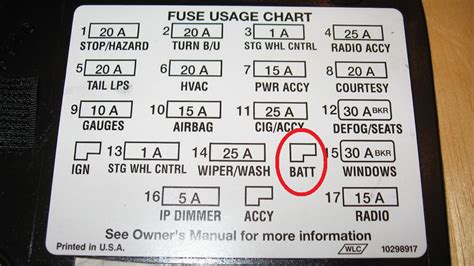 FUSE USAGE CHART
1 20 A 2 20 A 3 1 A 4 25 A
STOP/HAZARD TURN B/U STG WHL CNTRL RADIO ACCY
5 20 A 6 20 A 7 15 A 8 20 A
TAIL LPS HVAC PWR ACCY COURTESY
9 10 A 10 15 A 11 25 A 12 30 A BKR
GAUGES AIRBAG CIG/ACCY DEFOG/SEATS
13 1 A 14 25 A 15 30 A BKR
IGN STG WHL CNTRL WIPER/WASH BATT WINDOWS
16 5 A 17 15 A
IP DIMMER ACCY RADIO
See Owner's Manual for more information
Printed in U.S.A. WLC 10298917